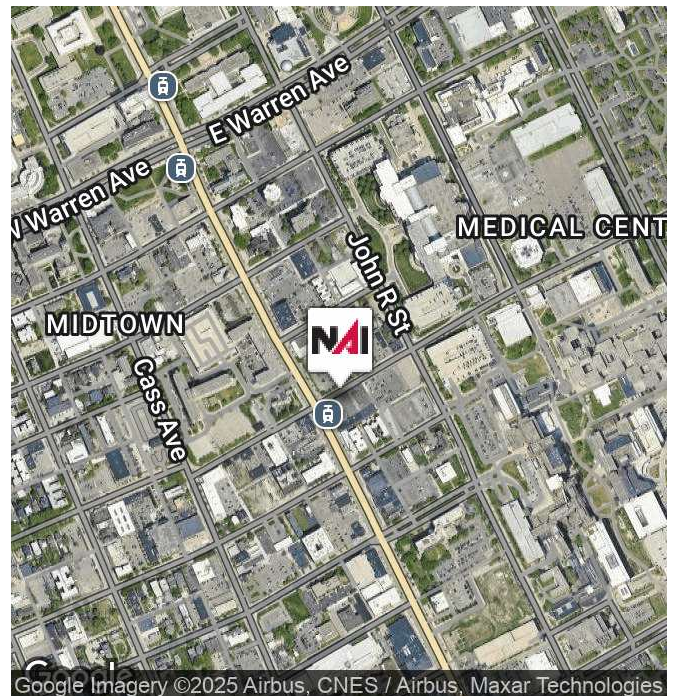 E Warren Ave
W Warren Ave
MEDICAL CENT
John R St
NAI
MIDTOWN
Cass Ave
Google
Google Imagery ©2025 Airbus, CNES / Airbus, Maxar Technologies